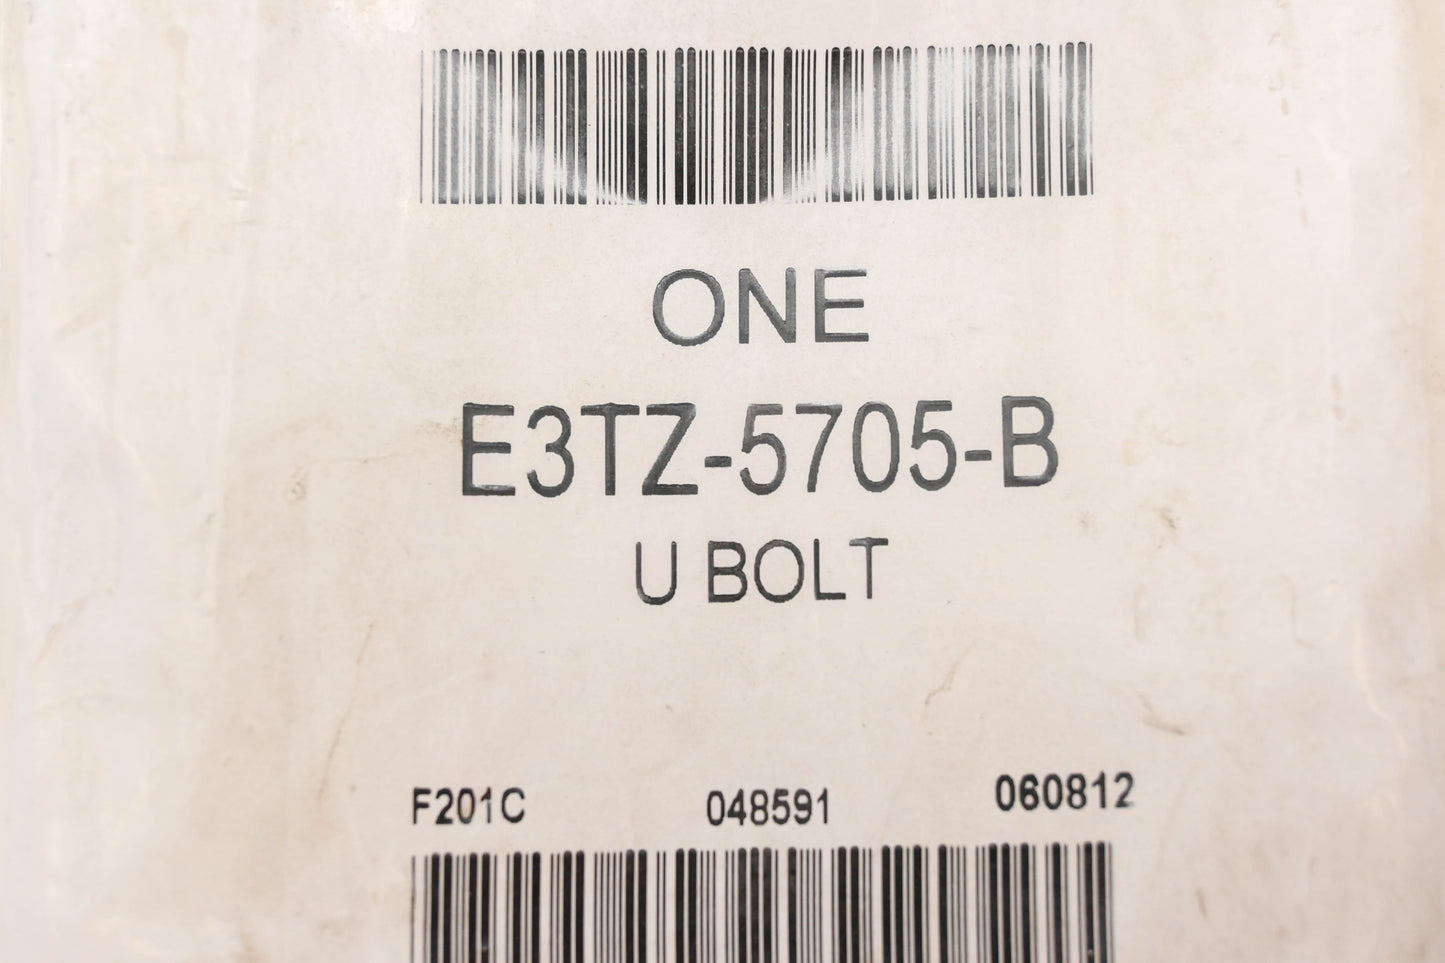 ONE
E3TZ-5705-B
U BOLT
F201C 048591 060812